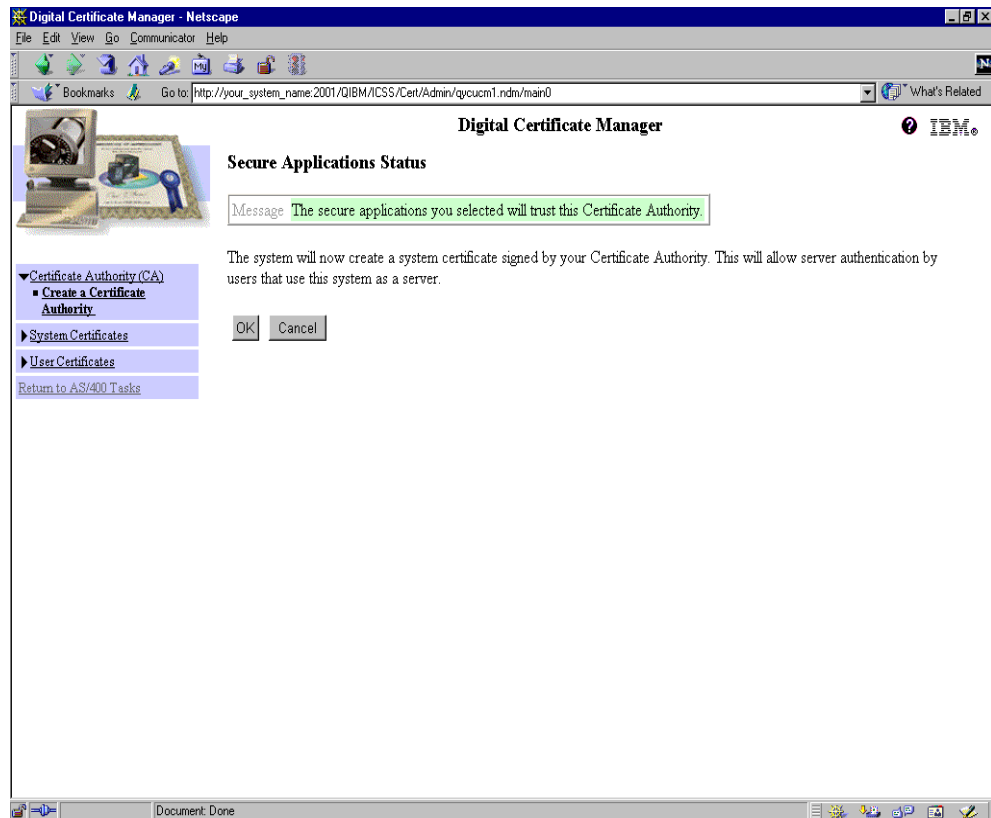 Digital Certificate Manager - Netscape
File Edit View Go Communicator Help
My
N
Bookmarks Go to: http://your_system_name:2001/QIBM/ICSS/Cert/Admin/qycucm1.ndm/main0 What's Related
Digital Certificate Manager
? IBM®
Secure Applications Status
Message The secure applications you selected will trust this Certificate Authority.
The system will now create a system certificate signed by your Certificate Authority. This will allow server authentication by
users that use this system as a server.
OK Cancel
Certificate Authority (CA)
Create a Certificate
Authority
System Certificates
User Certificates
Return to AS/400 Tasks
Document: Done